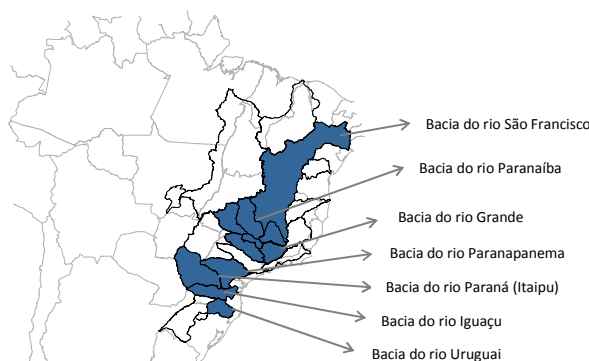 Bacia do rio São Francisco
Bacia do rio Paranaíba
Bacia do rio Grande
Bacia do rio Paranapanema
Bacia do rio Paraná (Itaipu)
Bacia do rio Iguaçu
Bacia do rio Uruguai